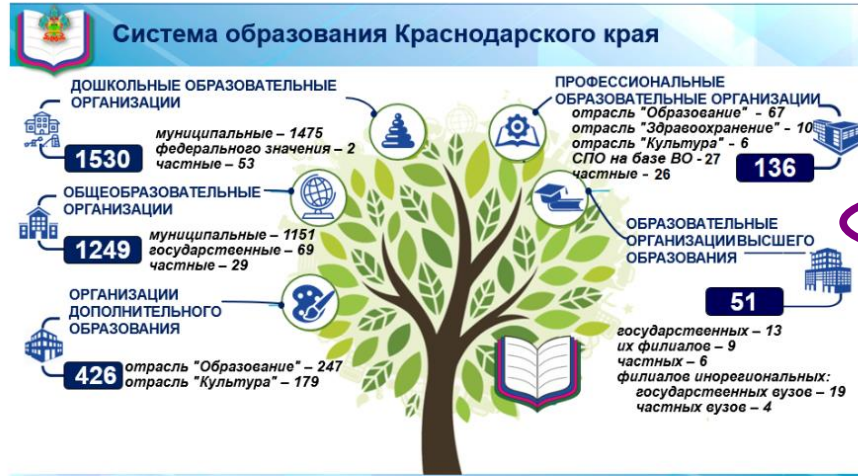 Система образования Краснодарского края
ДОШКОЛЬНЫЕ ОБРАЗОВАТЕЛЬНЫЕ
ОРГАНИЗАЦИИ
муниципальные – 1475
федерального значения – 2
частные – 53
1530
ОБЩЕОБРАЗОВАТЕЛЬНЫЕ
ОРГАНИЗАЦИИ
муниципальные – 1151
государственные – 69
частные – 29
1249
ОРГАНИЗАЦИИ
ДОПОЛНИТЕЛЬНОГО
ОБРАЗОВАНИЯ
отрасль "Образование" – 247
отрасль "Культура" – 179
426
ПРОФЕССИОНАЛЬНЫЕ
ОБРАЗОВАТЕЛЬНЫЕ ОРГАНИЗАЦИИ
отрасль "Образование" - 67
отрасль "Здравоохранение" - 10
отрасль "Культура" - 6
СПО на базе ВО - 27
частные - 26
136
ОБРАЗОВАТЕЛЬНЫЕ
ОРГАНИЗАЦИИ ВЫСШЕГО
ОБРАЗОВАНИЯ
51
государственных – 13
их филиалов – 9
частных – 6
филиалов инорегиональных:
государственных вузов – 19
частных вузов – 4